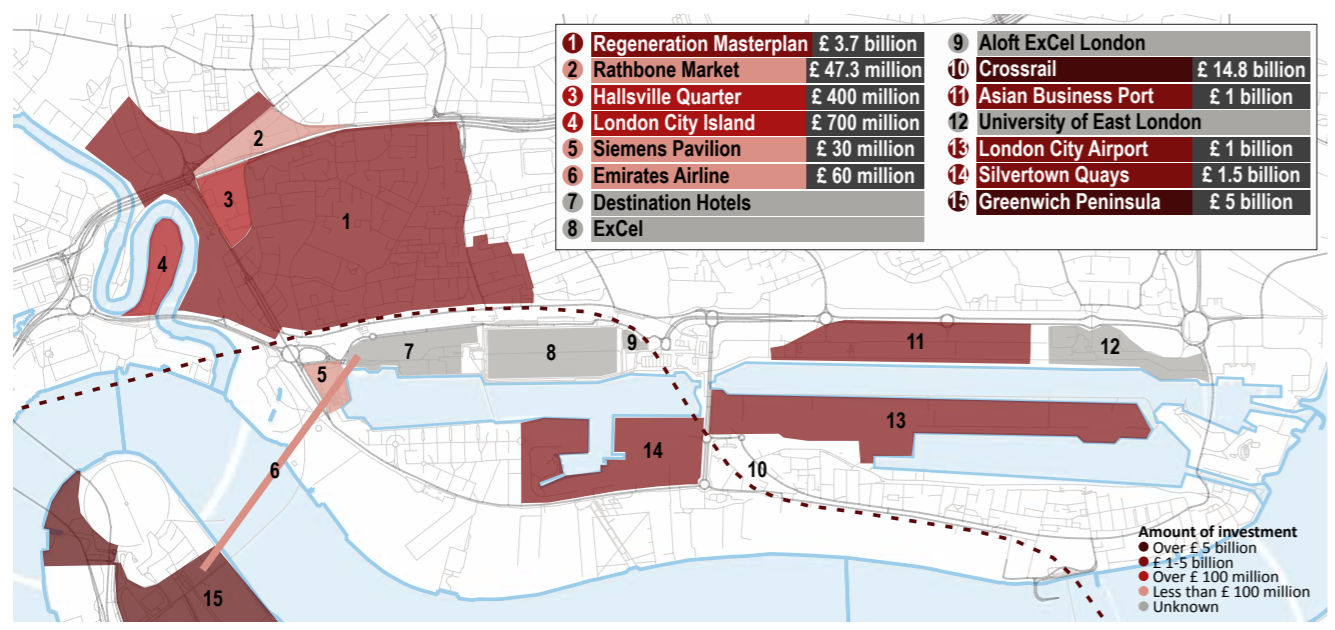 1 Regeneration Masterplan £ 3.7 billion
2 Rathbone Market £ 47.3 million
3 Hallsville Quarter £ 400 million
4 London City Island £ 700 million
5 Siemens Pavilion £ 30 million
6 Emirates Airline £ 60 million
7 Destination Hotels
8 ExCel
9 Aloft ExCel London
10 Crossrail £ 14.8 billion
11 Asian Business Port £ 1 billion
12 University of East London
13 London City Airport £ 1 billion
14 Silvertown Quays £ 1.5 billion
15 Greenwich Peninsula £ 5 billion
2
3
1
4
5
7
8
9
11
12
6
14
13
10
15
Amount of investment
Over £ 5 billion
£ 1-5 billion
Over £ 100 million
Less than £ 100 million
Unknown